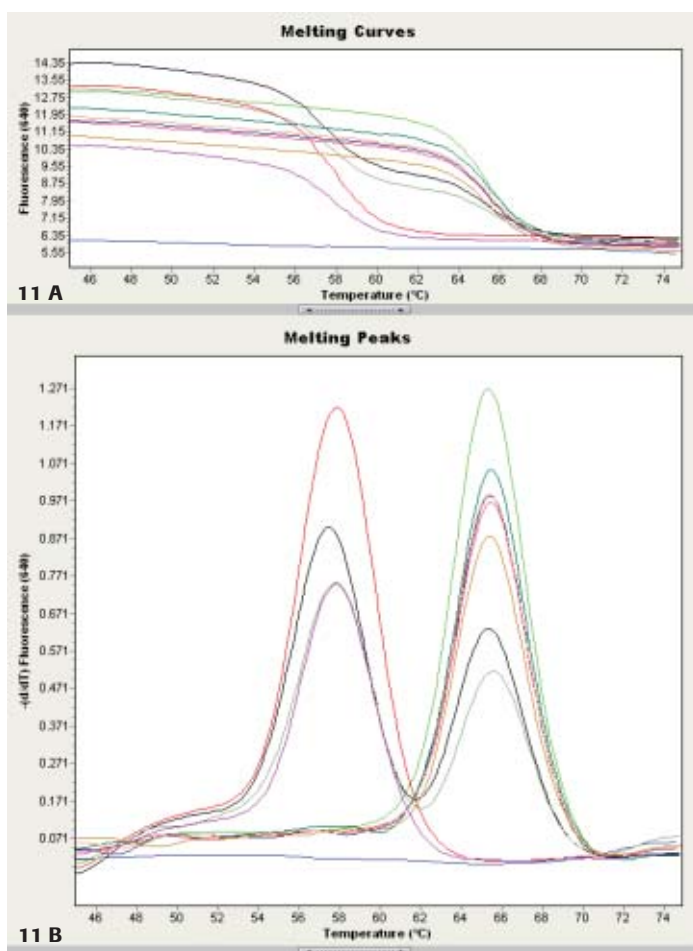 Melting Curves
Fluorescence (640)
14.35
13.55
12.75
11.95
11.15
10.35
9.55
8.75
7.95
7.15
6.35
5.55
46 48 50 52 54 56 58 60 62 64 66 68 70 72 74
Temperature (°C)
11 A
Melting Peaks
-(d/dT) Fluorescence (640)
1.271
1.171
1.071
0.971
0.871
0.771
0.671
0.571
0.471
0.371
0.271
0.171
0.071
46 48 50 52 54 56 58 60 62 64 66 68 70 72 74
Temperature (°C)
11 B